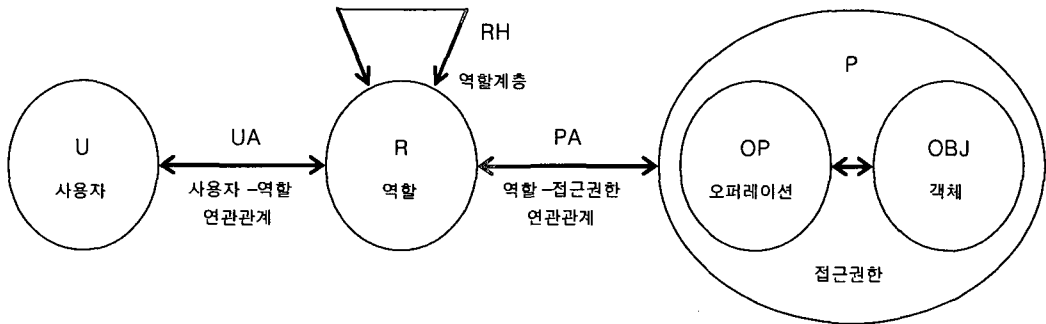 RH
역할계층
P
U
사용자
UA
사용자 –역할
연관관계
R
역할
PA
역할 –접근권한
연관관계
OP
오퍼레이션
OBJ
객체
접근권한